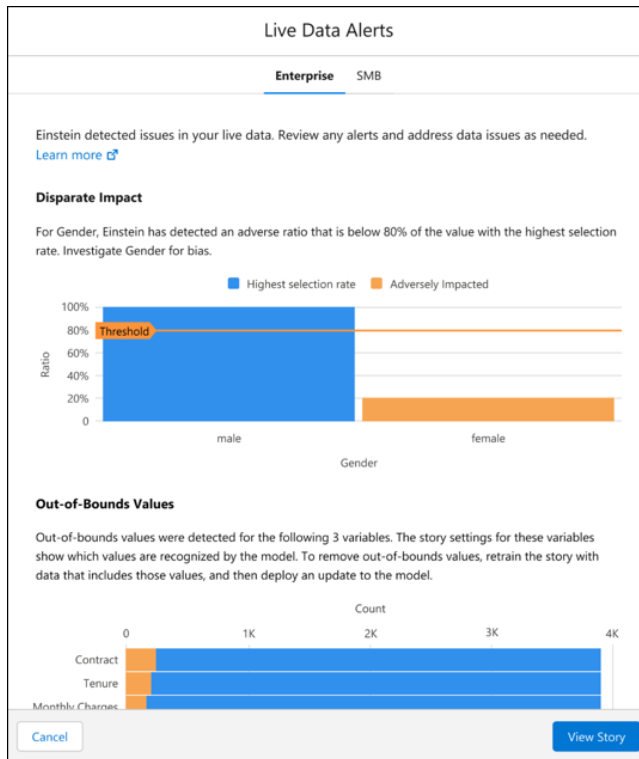 Live Data Alerts
Enterprise SMB
Einstein detected issues in your live data. Review any alerts and address data issues as needed.
Learn more
Disparate Impact
For Gender, Einstein has detected an adverse ratio that is below 80% of the value with the highest selection
rate. Investigate Gender for bias.
Highest selection rate Adversely Impacted
100%
80% Threshold
60%
40%
20%
0
Ratio
male female
Gender
Out-of-Bounds Values
Out-of-bounds values were detected for the following 3 variables. The story settings for these variables
show which values are recognized by the model. To remove out-of-bounds values, retrain the story with
data that includes those values, and then deploy an update to the model.
Count
0 1K 2K 3K 4K
Contract
Tenure
Monthly Charges
Cancel View Story